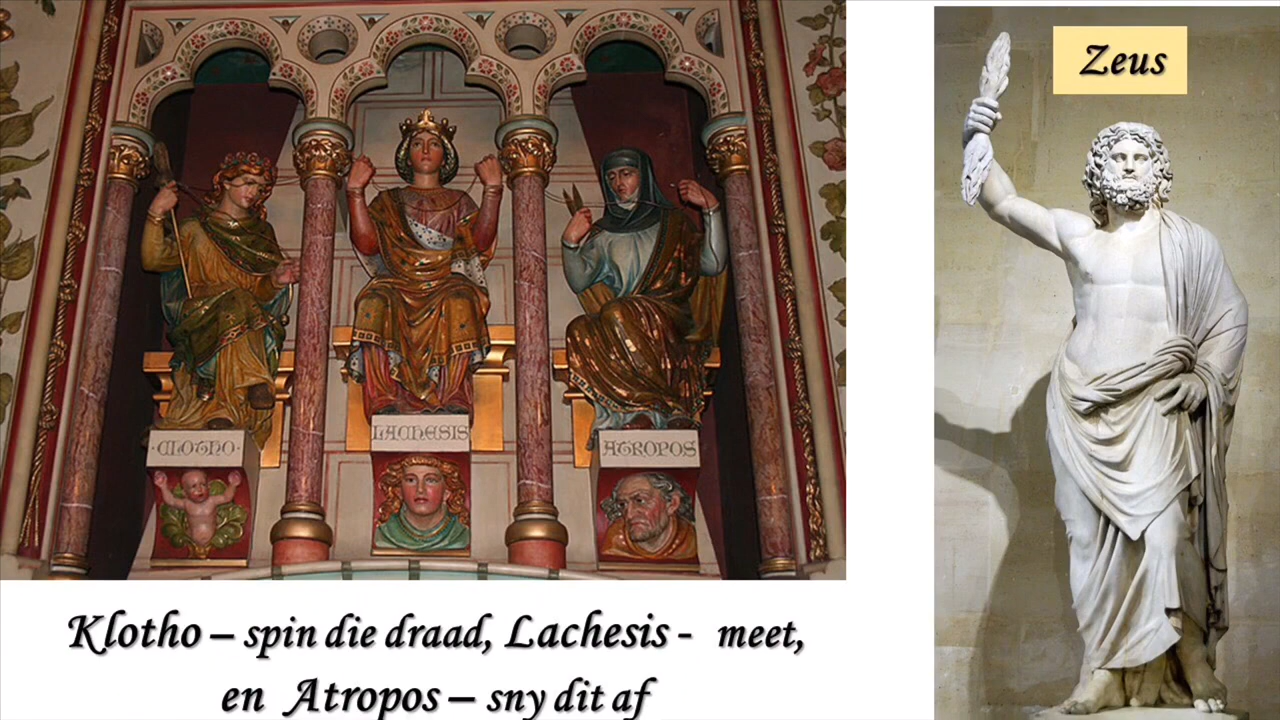 Zeus
·CLOTHO·
LACHESIS
ATROPOS
Klotho – spin die draad, Lachesis - meet,
en Atropos – sny dit af